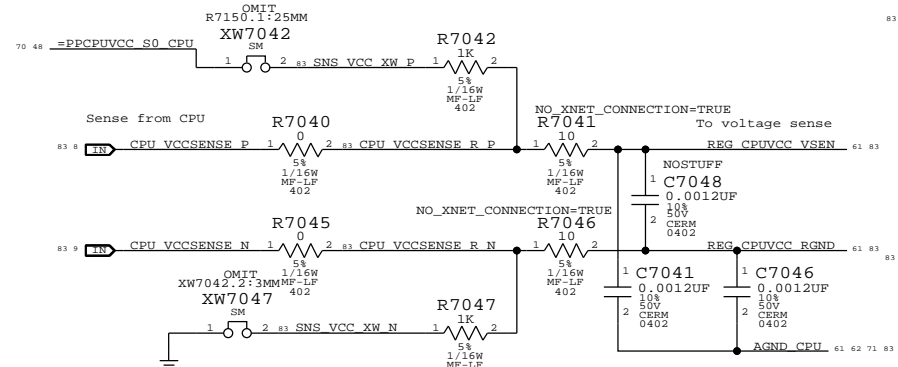 OMIT
R7150.1:25MM
XW7042
SM
70 48 =PPCPUVCC_S0_CPU
1 2 83 SNS_VCC_XW_P
R7042
1K
1 2
5%
1/16W
MF-LF
402
83
Sense from CPU
NO_XNET_CONNECTION=TRUE
To voltage sense
R7040
0
R7041
10
83 8 IN CPU_VCCSENSE_P 1 2 83 CPU_VCCSENSE_R_P 1 2 REG_CPUVCC_VSEN 61 83
5%
1/16W
MF-LF
402
5%
1/16W
MF-LF
402
NOSTUFF
1 C7048
0.0012UF
10%
50V
2 CERM
0402
NO_XNET_CONNECTION=TRUE
R7045
0
R7046
10
83 9 IN CPU_VCCSENSE_N 1 2 83 CPU_VCCSENSE_R_N 1 2 REG_CPUVCC_RGND 61 83
83
5%
1/16W
MF-LF
402
5%
1/16W
MF-LF
402
OMIT
XW7042.2:3MM
XW7047
SM
1 2 83 SNS_VCC_XW_N
R7047
1K
1 2
5%
1/16W
MF-LF
1 C7041
0.0012UF
10%
50V
2 CERM
0402
1 C7046
0.0012UF
10%
50V
2 CERM
0402
AGND_CPU 61 62 71 83